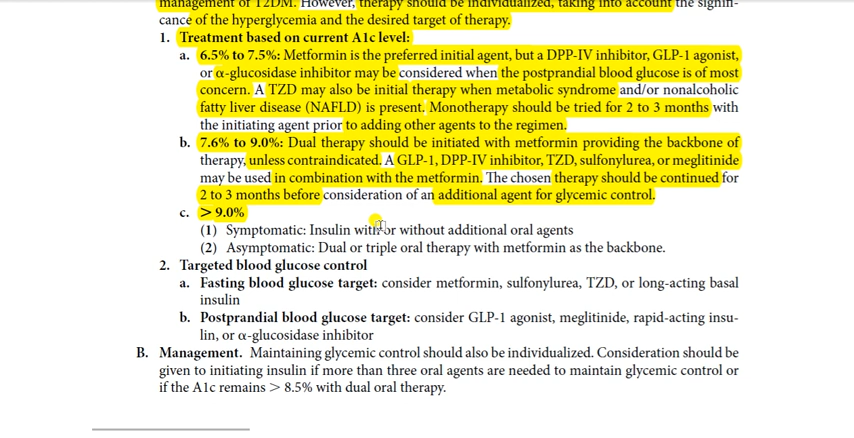 management of T2DM. However, therapy should be individualized, taking into account the signifi-
cance of the hyperglycemia and the desired target of therapy.
1. Treatment based on current A1c level:
a. 6.5% to 7.5%: Metformin is the preferred initial agent, but a DPP-IV inhibitor, GLP-1 agonist,
or α-glucosidase inhibitor may be considered when the postprandial blood glucose is of most
concern. A TZD may also be initial therapy when metabolic syndrome and/or nonalcoholic
fatty liver disease (NAFLD) is present. Monotherapy should be tried for 2 to 3 months with
the initiating agent prior to adding other agents to the regimen.
b. 7.6% to 9.0%: Dual therapy should be initiated with metformin providing the backbone of
therapy, unless contraindicated. A GLP-1, DPP-IV inhibitor, TZD, sulfonylurea, or meglitinide
may be used in combination with the metformin. The chosen therapy should be continued for
2 to 3 months before consideration of an additional agent for glycemic control.
c. > 9.0%
(1) Symptomatic: Insulin with or without additional oral agents
(2) Asymptomatic: Dual or triple oral therapy with metformin as the backbone.
2. Targeted blood glucose control
a. Fasting blood glucose target: consider metformin, sulfonylurea, TZD, or long-acting basal
insulin
b. Postprandial blood glucose target: consider GLP-1 agonist, meglitinide, rapid-acting insu-
lin, or α-glucosidase inhibitor
B. Management. Maintaining glycemic control should also be individualized. Consideration should be
given to initiating insulin if more than three oral agents are needed to maintain glycemic control or
if the A1c remains > 8.5% with dual oral therapy.